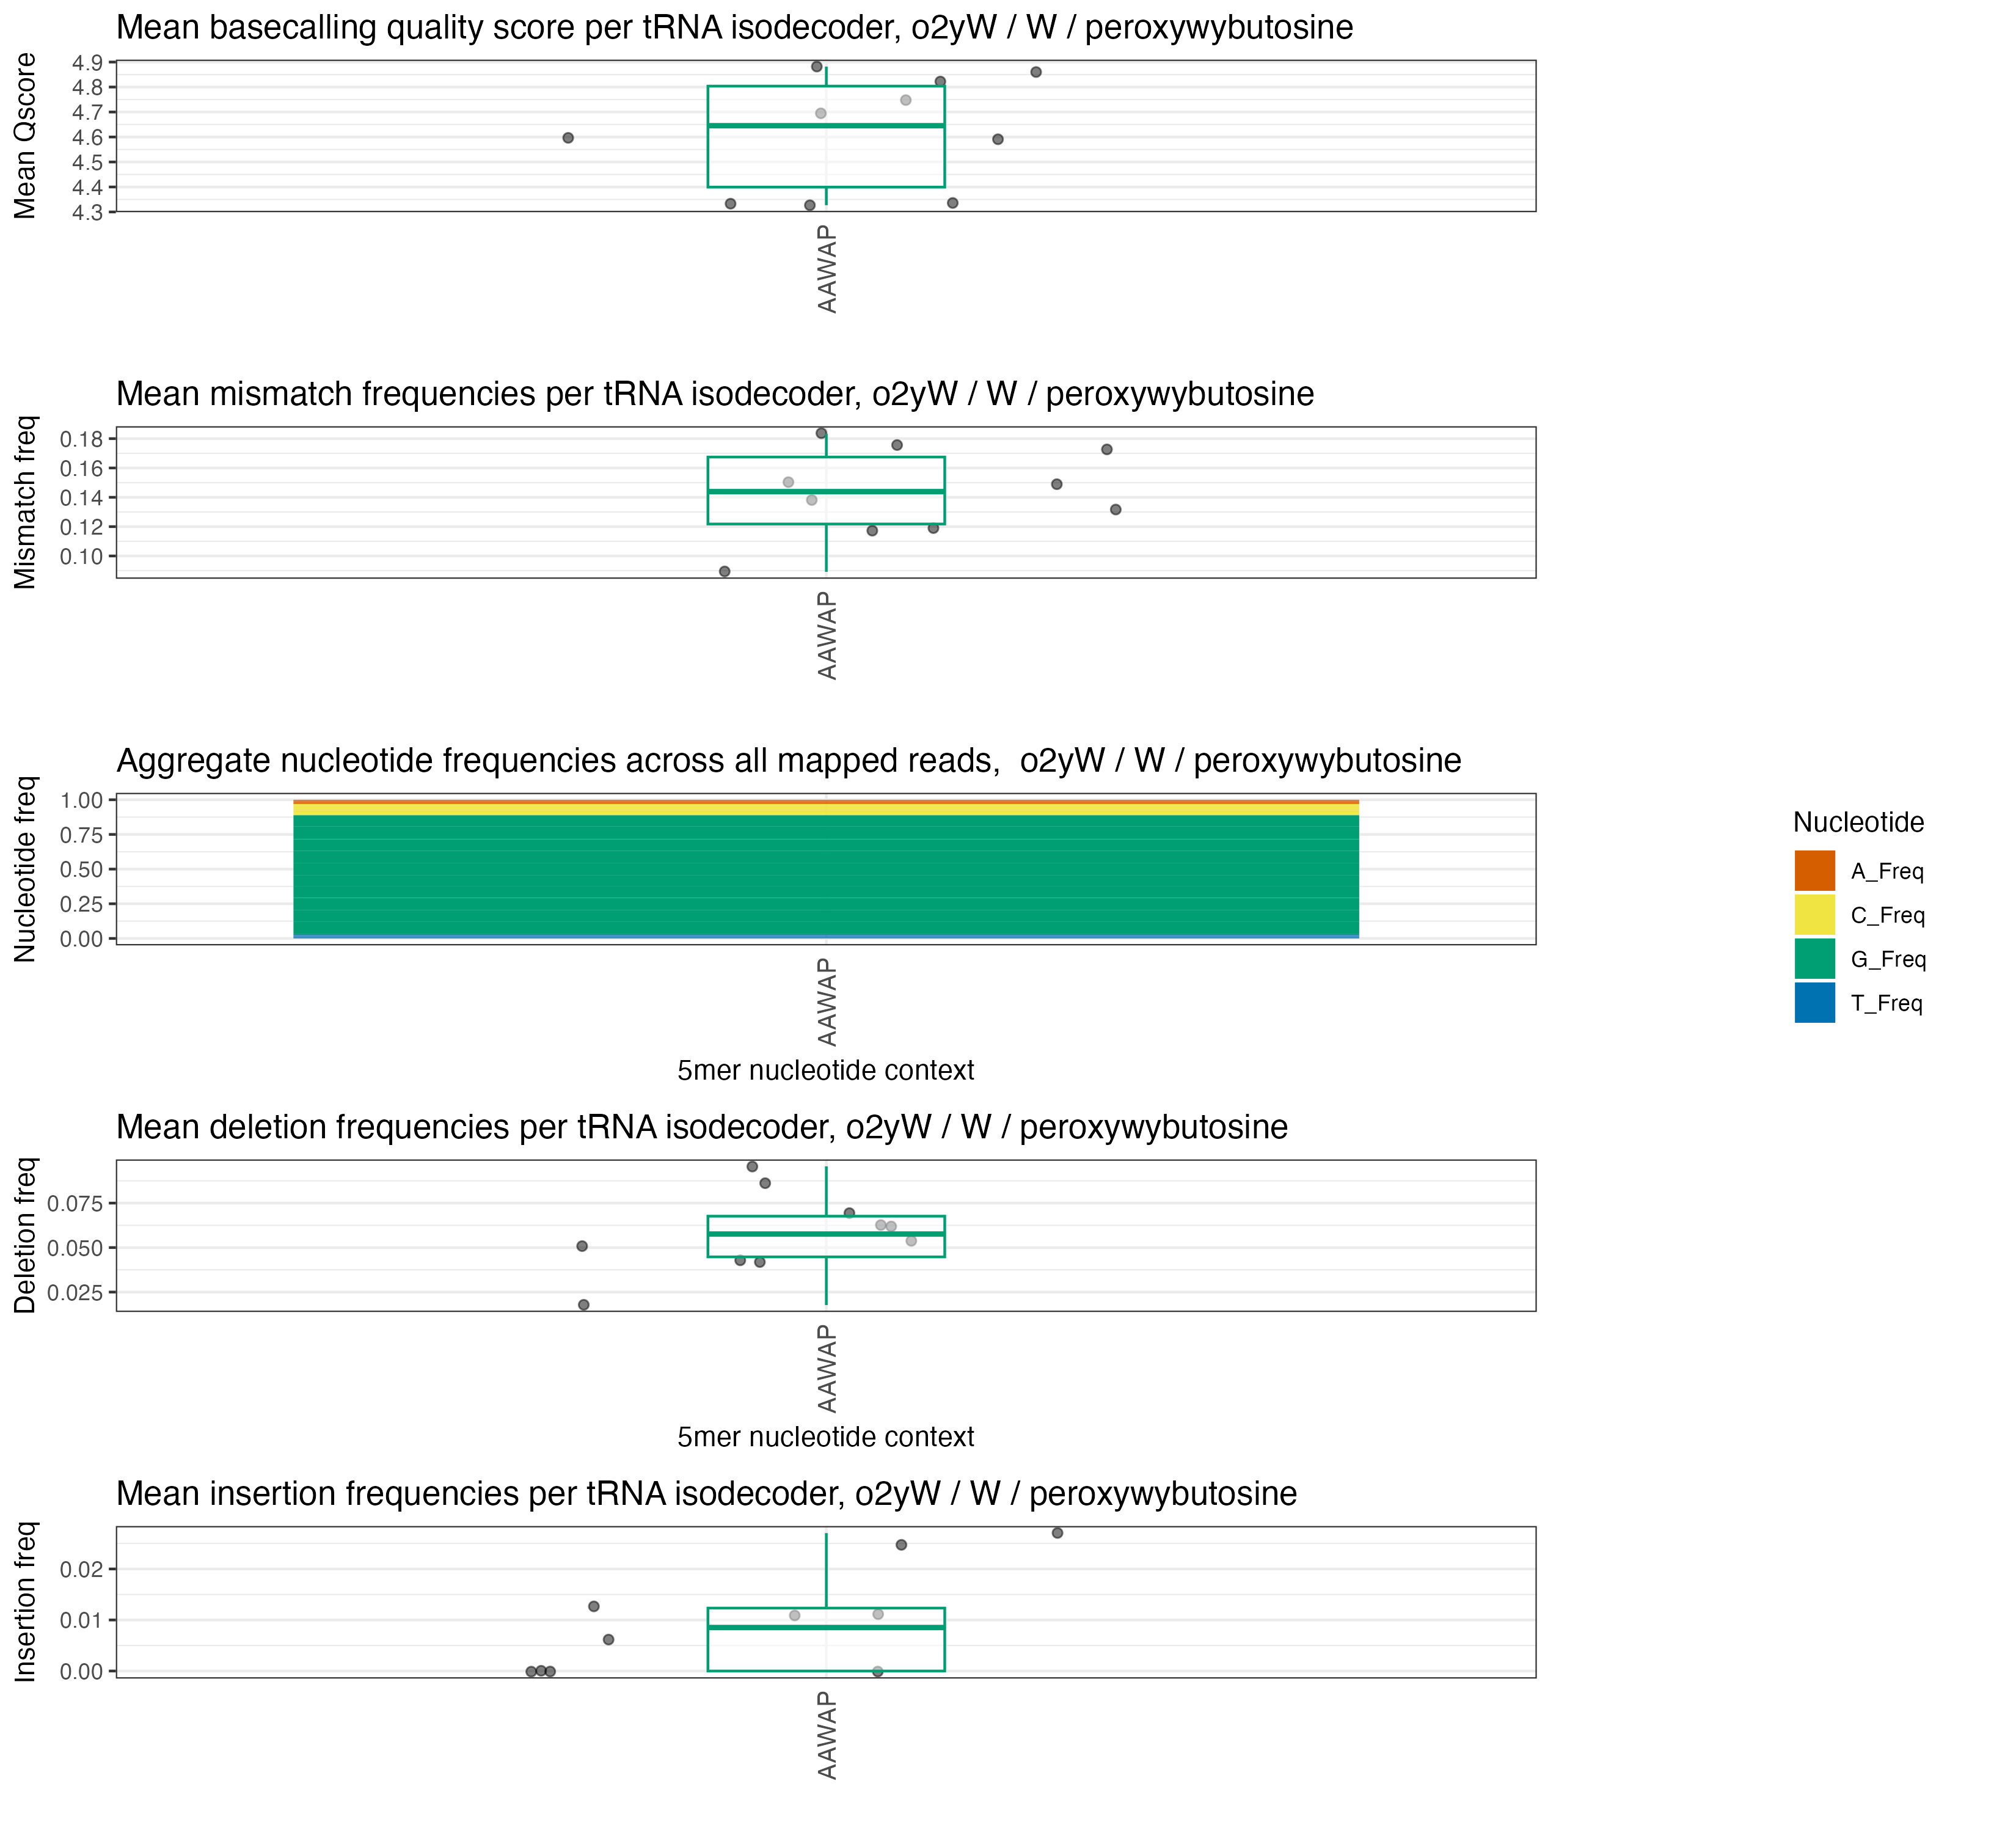 Mean basecalling quality score per tRNA isodecoder, o2yW / W / peroxywybutosine
Mean Qscore
4.9
4.8
4.7
4.6
4.5
4.4
4.3
AAWAP
Mean mismatch frequencies per tRNA isodecoder, o2yW / W / peroxywybutosine
Mismatch freq
0.18
0.16
0.14
0.12
0.10
AAWAP
Aggregate nucleotide frequencies across all mapped reads,  o2yW / W / peroxywybutosine
Nucleotide freq
1.00
0.75
0.50
0.25
0.00
AAWAP
5mer nucleotide context
Nucleotide
A_Freq
C_Freq
G_Freq
T_Freq
Mean deletion frequencies per tRNA isodecoder, o2yW / W / peroxywybutosine
Deletion freq
0.075
0.050
0.025
AAWAP
5mer nucleotide context
Mean insertion frequencies per tRNA isodecoder, o2yW / W / peroxywybutosine
Insertion freq
0.02
0.01
0.00
AAWAP